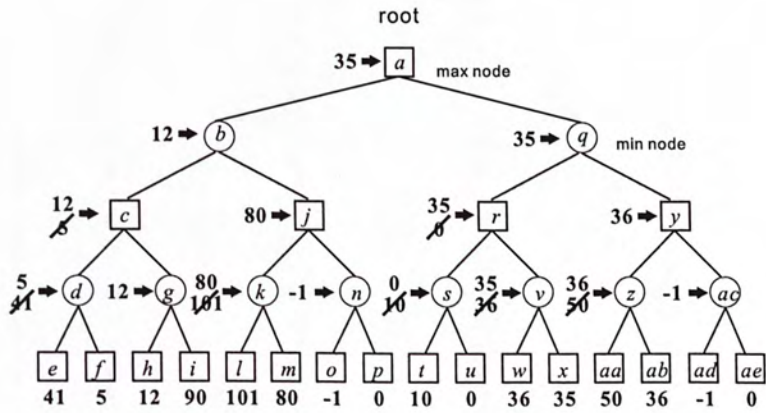 root
35 a max node
12 b 35 q min node
12 35
5 c 80 j 0 r 36 y
5 80 0 35 36
41 d 12 g 101 k -1 n 10 s 36 v 50 z -1 ac
e f h i l m o p t u w x aa ab ad ae
41 5 12 90 101 80 -1 0 10 0 36 35 50 36 -1 0